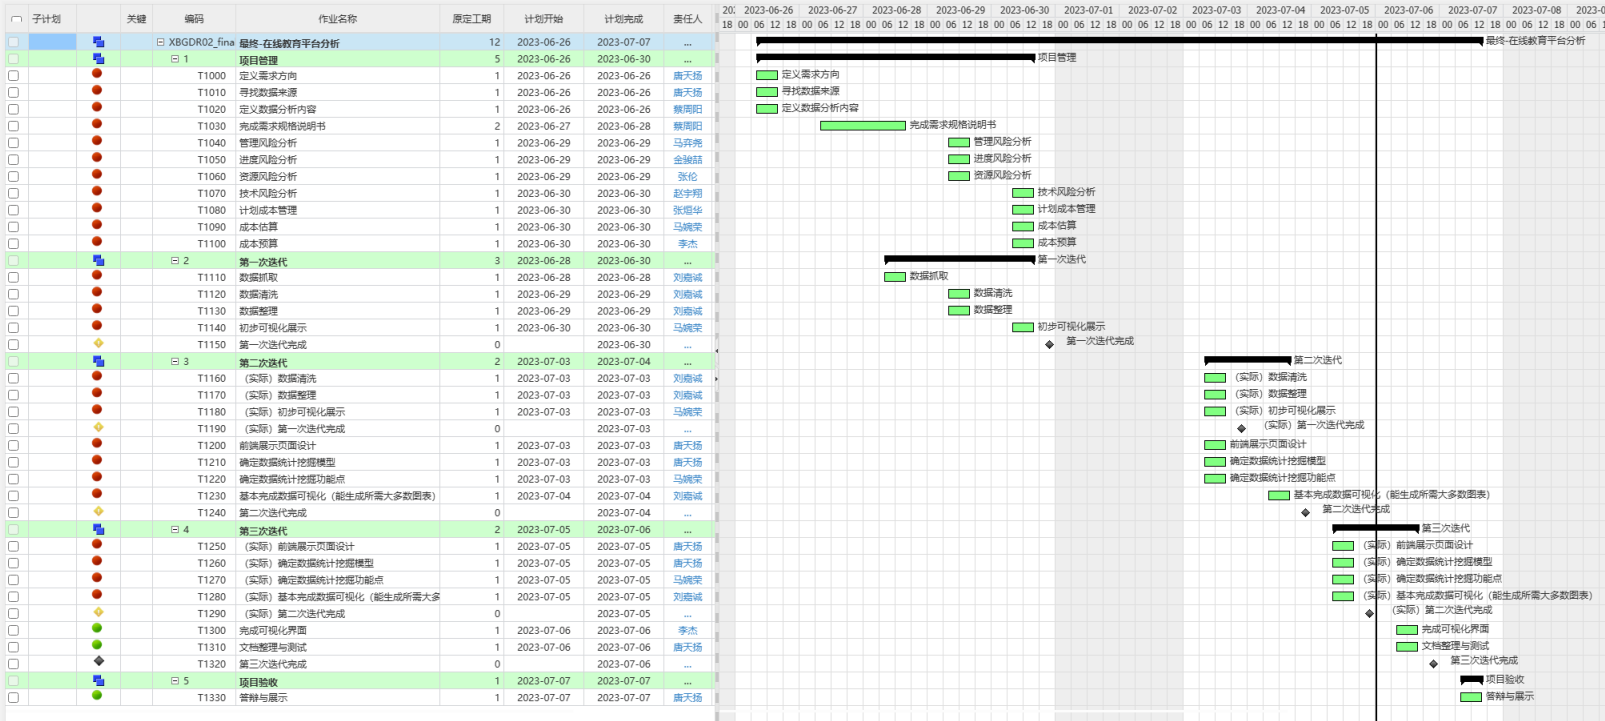 子计划 关键 编码 作业名称 原定工期 计划开始 计划完成 责任人
2023-06-26 2023-06-27 2023-06-28 2023-06-29 2023-06-30 2023-07-01 2023-07-02 2023-07-03 2023-07-04 2023-07-05 2023-07-06 2023-07-07 2023-07-08
18 00 06 12 18 00 06 12 18 00 06 12 18 00 06 12 18 00 06 12 18 00 06 12 18 00 06 12 18 00 06 12 18 00 06 12 18 00 06 12 18 00 06 12 18 00 06 12 18 00 06 12 18 00 06 1
XBGDR02_fina 最终-在线教育平台分析 12 2023-06-26 2023-07-07 ... 最终-在线教育平台分析
1 项目管理 5 2023-06-26 2023-06-30 ... 项目管理
T1000 定义需求方向 1 2023-06-26 2023-06-26 唐天扬 定义需求方向
T1010 寻找数据来源 1 2023-06-26 2023-06-26 唐天扬 寻找数据来源
T1020 定义数据分析内容 1 2023-06-26 2023-06-26 蔡周阳 定义数据分析内容
T1030 完成需求规格说明书 2 2023-06-27 2023-06-28 蔡周阳 完成需求规格说明书
T1040 管理风险分析 1 2023-06-29 2023-06-29 马弈尧 管理风险分析
T1050 进度风险分析 1 2023-06-29 2023-06-29 金骏喆 进度风险分析
T1060 资源风险分析 1 2023-06-29 2023-06-29 张伦 资源风险分析
T1070 技术风险分析 1 2023-06-30 2023-06-30 赵宇翔 技术风险分析
T1080 计划成本管理 1 2023-06-30 2023-06-30 张烜华 计划成本管理
T1090 成本估算 1 2023-06-30 2023-06-30 马婉荣 成本估算
T1100 成本预算 1 2023-06-30 2023-06-30 李杰 成本预算
2 第一次迭代 3 2023-06-28 2023-06-30 ... 第一次迭代
T1110 数据抓取 1 2023-06-28 2023-06-28 刘嘉诚 数据抓取
T1120 数据清洗 1 2023-06-29 2023-06-29 刘嘉诚 数据清洗
T1130 数据整理 1 2023-06-29 2023-06-29 刘嘉诚 数据整理
T1140 初步可视化展示 1 2023-06-30 2023-06-30 马婉荣 初步可视化展示
T1150 第一次迭代完成 0 2023-06-30 ... 第一次迭代完成
3 第二次迭代 2 2023-07-03 2023-07-04 ... 第二次迭代
T1160 （实际）数据清洗 1 2023-07-03 2023-07-03 刘嘉诚 （实际）数据清洗
T1170 （实际）数据整理 1 2023-07-03 2023-07-03 刘嘉诚 （实际）数据整理
T1180 （实际）初步可视化展示 1 2023-07-03 2023-07-03 马婉荣 （实际）初步可视化展示
T1190 （实际）第一次迭代完成 0 2023-07-03 ... （实际）第一次迭代完成
T1200 前端展示页面设计 1 2023-07-03 2023-07-03 唐天扬 前端展示页面设计
T1210 确定数据统计挖掘模型 1 2023-07-03 2023-07-03 唐天扬 确定数据统计挖掘模型
T1220 确定数据统计挖掘功能点 1 2023-07-03 2023-07-03 马婉荣 确定数据统计挖掘功能点
T1230 基本完成数据可视化（能生成所需大多数图表） 1 2023-07-04 2023-07-04 刘嘉诚 基本完成数据可视化（能生成所需大多数图表）
T1240 第二次迭代完成 0 2023-07-04 ... 第二次迭代完成
4 第三次迭代 2 2023-07-05 2023-07-06 ... 第三次迭代
T1250 （实际）前端展示页面设计 1 2023-07-05 2023-07-05 唐天扬 （实际）前端展示页面设计
T1260 （实际）确定数据统计挖掘模型 1 2023-07-05 2023-07-05 唐天扬 （实际）确定数据统计挖掘模型
T1270 （实际）确定数据统计挖掘功能点 1 2023-07-05 2023-07-05 马婉荣 （实际）确定数据统计挖掘功能点
T1280 （实际）基本完成数据可视化（能生成所需大多 1 2023-07-05 2023-07-05 刘嘉诚 （实际）基本完成数据可视化（能生成所需大多数图表）
T1290 （实际）第二次迭代完成 0 2023-07-05 ... （实际）第二次迭代完成
T1300 完成可视化界面 1 2023-07-06 2023-07-06 李杰 完成可视化界面
T1310 文档整理与测试 1 2023-07-06 2023-07-06 唐天扬 文档整理与测试
T1320 第三次迭代完成 0 2023-07-06 ... 第三次迭代完成
5 项目验收 1 2023-07-07 2023-07-07 ... 项目验收
T1330 答辩与展示 1 2023-07-07 2023-07-07 唐天扬 答辩与展示